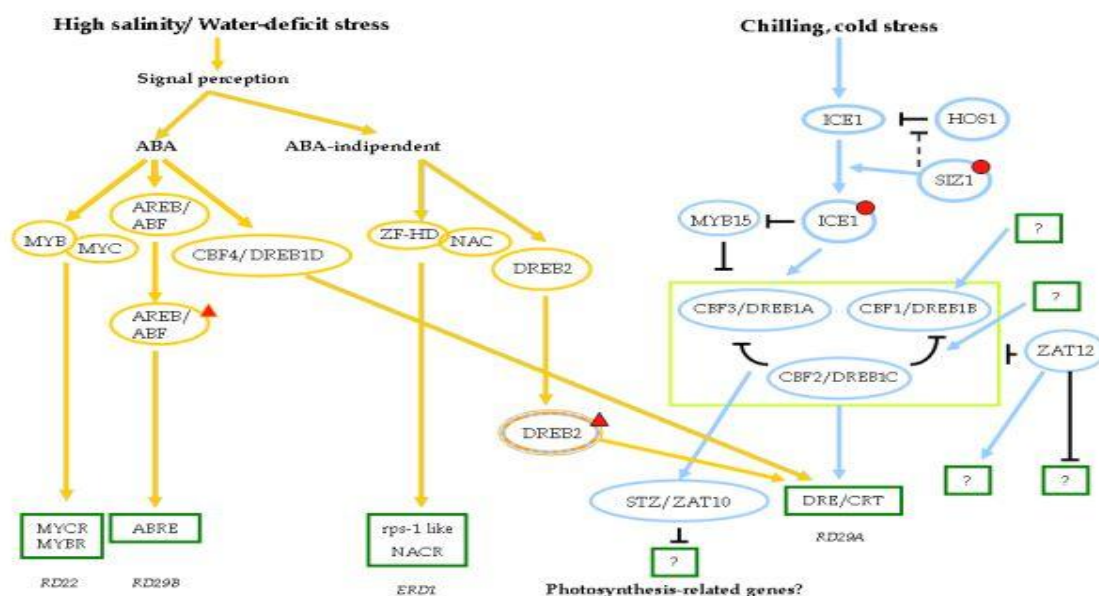 High salinity/ Water-deficit stress
Signal perception
ABA
ABA-indipendent
MYB
MYC
AREB/
ABF
CBF4/DREB1D
ZF-HD
NAC
DREB2
AREB/
ABF
DREB2
MYCR
MYBR
RD22
ABRE
RD29B
rps-1 like
NACR
ERD1
Chilling, cold stress
ICE1
HOS1
SIZ1
MYB15
ICE1
?
CBF3/DREB1A
CBF1/DREB1B
?
CBF2/DREB1C
ZAT12
?
?
STZ/ZAT10
DRE/CRT
RD29A
?
Photosynthesis-related genes?